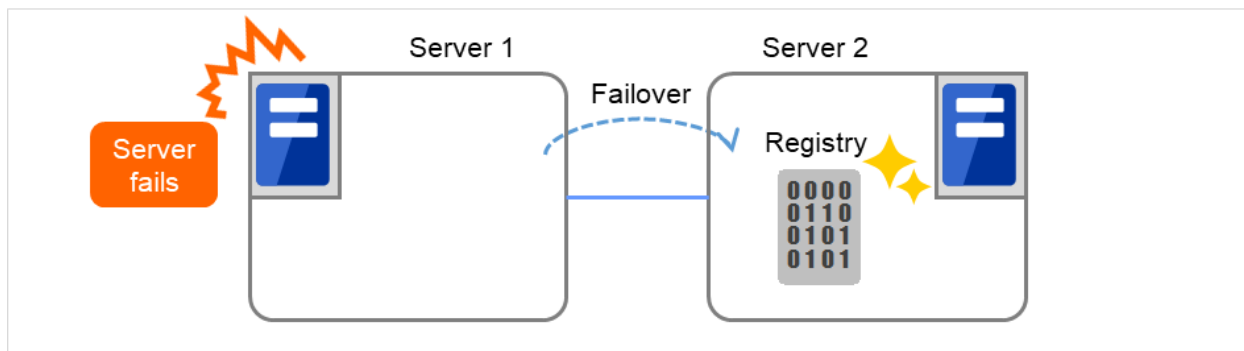 Server 1
Server 2
Failover
Server
fails
Registry
0000
0110
0101
0101